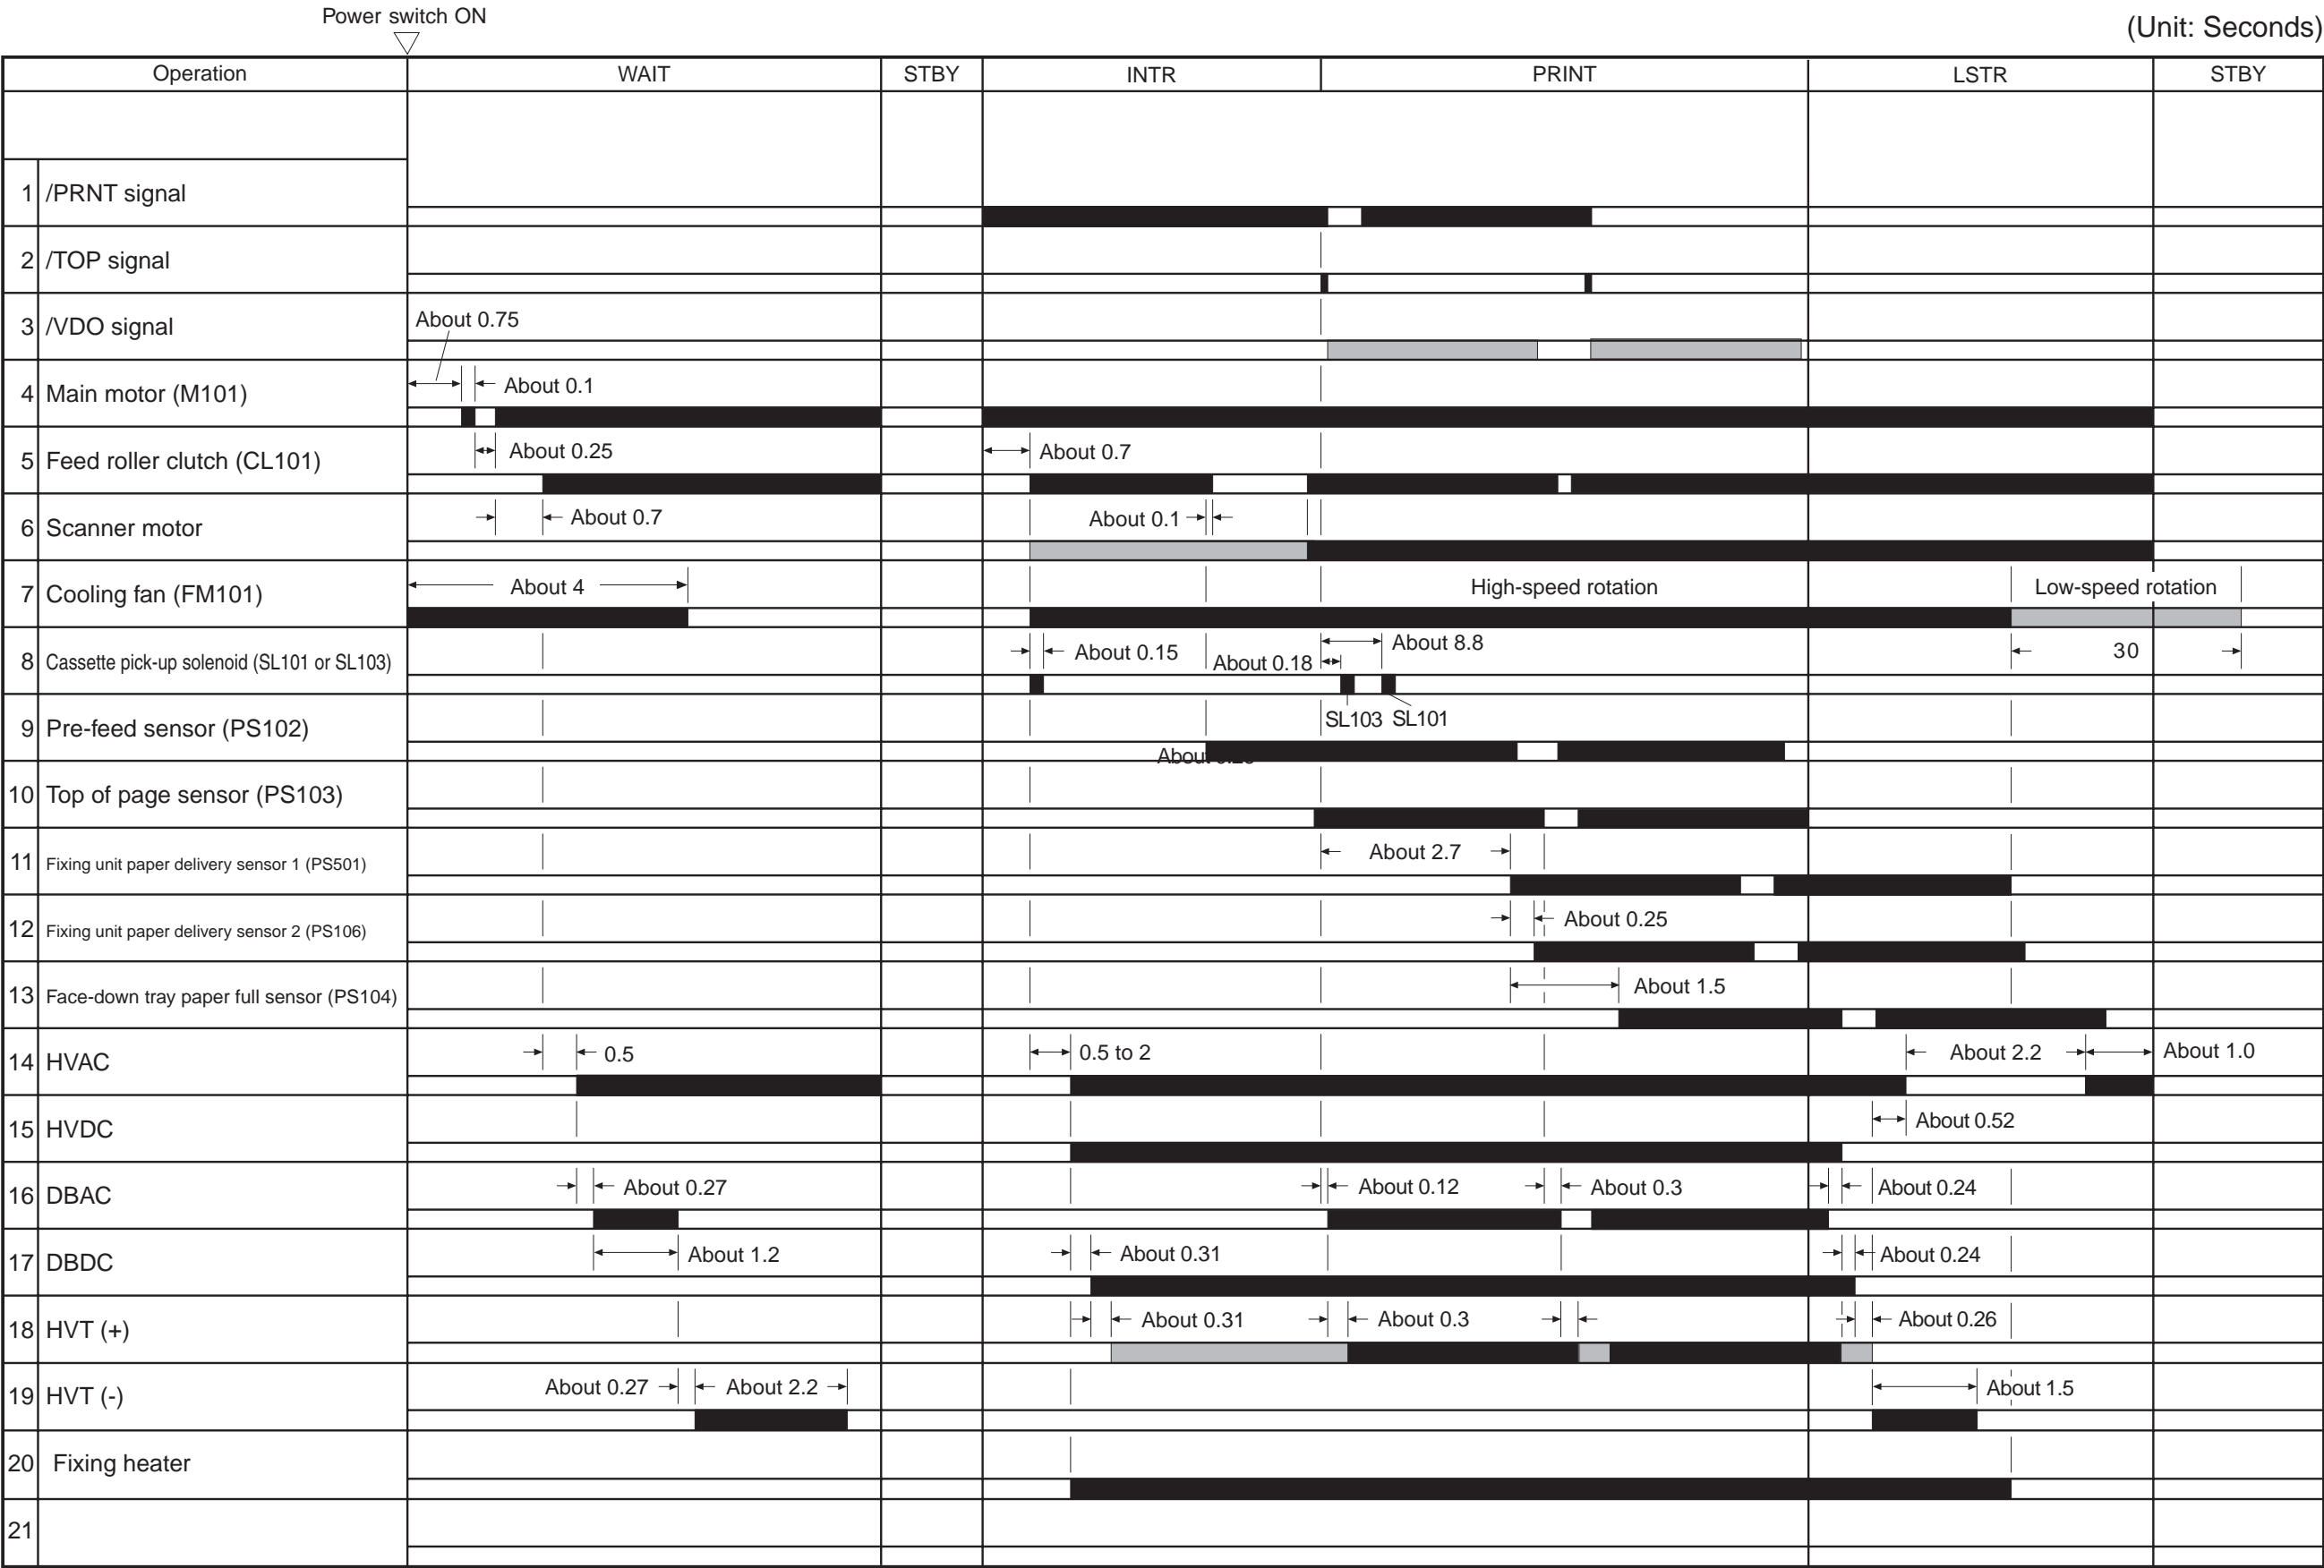 Power switch ON
(Unit: Seconds)
Operation WAIT STBY INTR PRINT LSTR STBY
1 /PRNT signal
2 /TOP signal
3 /VDO signal
About 0.75
4 Main motor (M101)
About 0.1
5 Feed roller clutch (CL101)
About 0.25 About 0.7
6 Scanner motor
About 0.7 About 0.1
7 Cooling fan (FM101)
About 4 High-speed rotation Low-speed rotation
8 Cassette pick-up solenoid (SL101 or SL103)
About 0.15 About 0.18 About 8.8 30
SL103 SL101
9 Pre-feed sensor (PS102)
About
10 Top of page sensor (PS103)
11 Fixing unit paper delivery sensor 1 (PS501)
About 2.7
12 Fixing unit paper delivery sensor 2 (PS106)
About 0.25
13 Face-down tray paper full sensor (PS104)
About 1.5
14 HVAC
0.5 0.5 to 2 About 2.2 About 1.0
15 HVDC
About 0.52
16 DBAC
About 0.27 About 0.12 About 0.3 About 0.24
17 DBDC
About 1.2 About 0.31 About 0.24
18 HVT (+)
About 0.31 About 0.3 About 0.26
19 HVT (-)
About 0.27 About 2.2 About 1.5
20 Fixing heater
21